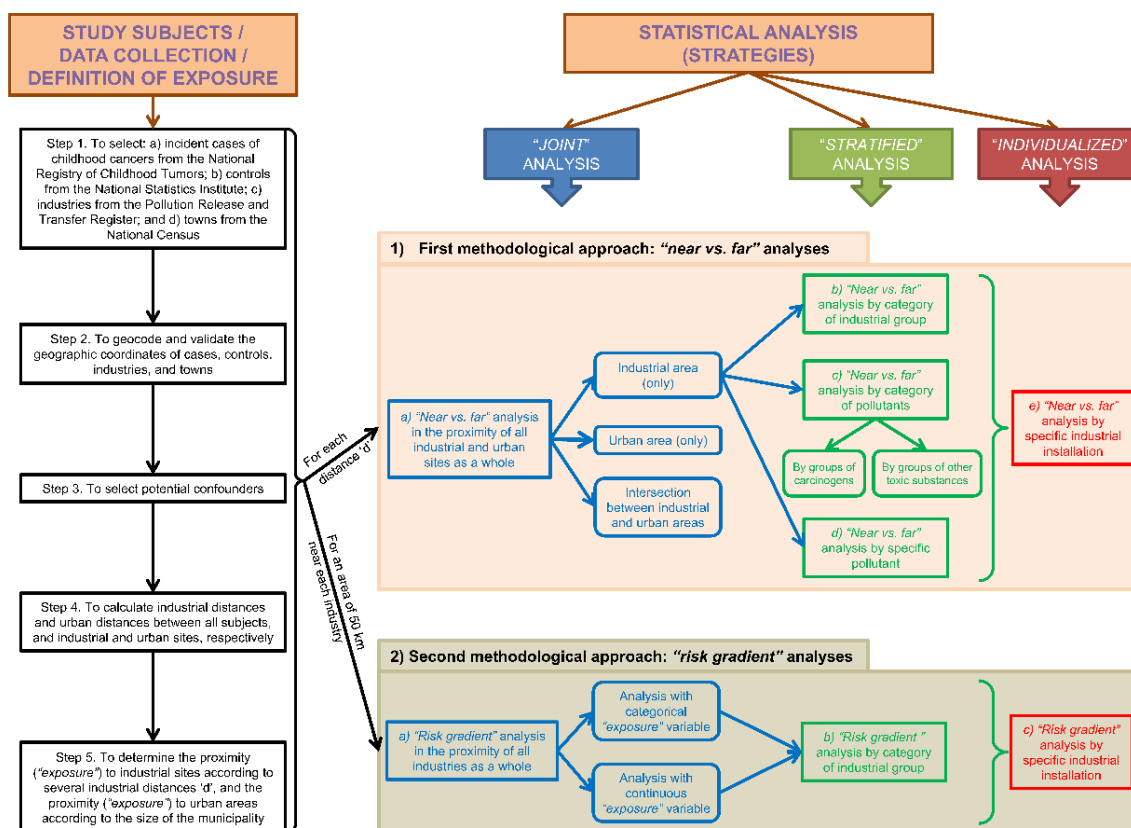 STUDY SUBJECTS /
DATA COLLECTION /
DEFINITION OF EXPOSURE
Step 1. To select: a) incident cases of
childhood cancers from the National
Registry of Childhood Tumors; b) controls
from the National Statistics Institute; c)
industries from the Pollution Release and
Transfer Register; and d) towns from the
National Census
Step 2. To geocode and validate the
geographic coordinates of cases, controls,
industries, and towns
Step 3. To select potential confounders
Step 4. To calculate industrial distances
and urban distances between all subjects,
and industrial and urban sites, respectively
Step 5. To determine the proximity
("exposure") to industrial sites according to
several industrial distances 'd', and the
proximity ("exposure") to urban areas
according to the size of the municipality
For each
distance 'd'
For an area of 50 km
near each industry
STATISTICAL ANALYSIS
(STRATEGIES)
"JOINT"
ANALYSIS
"STRATIFIED"
ANALYSIS
"INDIVIDUALIZED"
ANALYSIS
1) First methodological approach: "near vs. far" analyses
a) "Near vs. far" analysis
in the proximity of all
industrial and urban
sites as a whole
Industrial area
(only)
Urban area (only)
Intersection
between industrial
and urban areas
b) "Near vs. far"
analysis by category
of industrial group
c) "Near vs. far"
analysis by category
of pollutants
By groups of
carcinogens
By groups of other
toxic substances
d) "Near vs. far"
analysis by specific
pollutant
e) "Near vs. far"
analysis by
specific industrial
installation
2) Second methodological approach: "risk gradient" analyses
a) "Risk gradient" analysis
in the proximity of all
industries as a whole
Analysis with
categorical
"exposure" variable
Analysis with
continuous
"exposure" variable
b) "Risk gradient "
analysis by category
of industrial group
c) "Risk gradient"
analysis by
specific industrial
installation